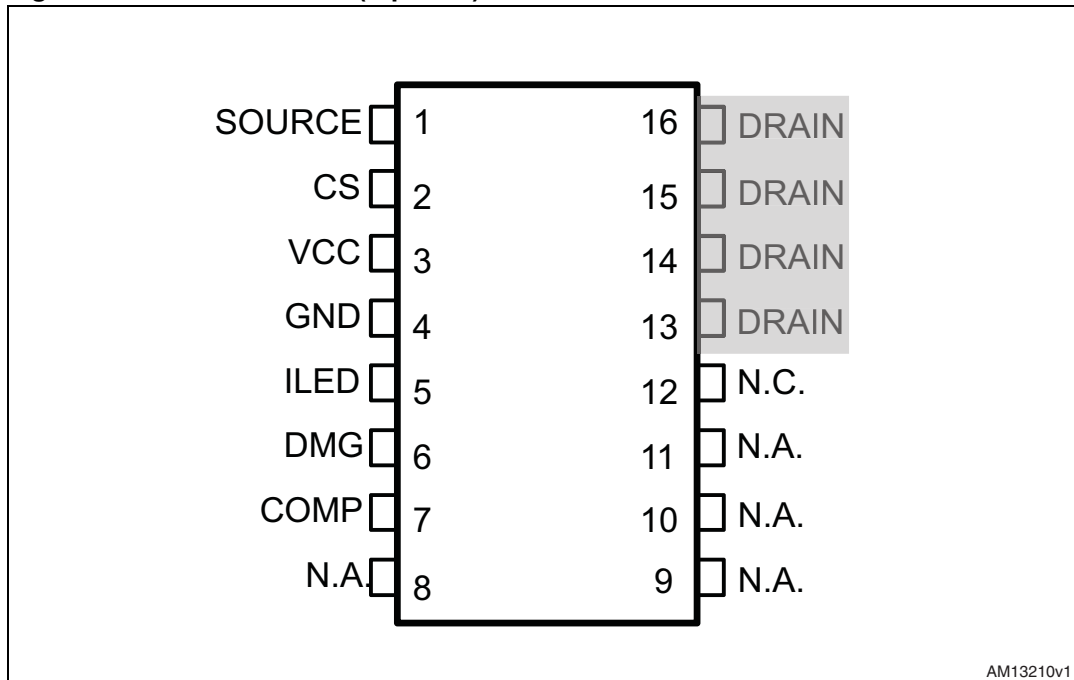 SOURCE 1 16 DRAIN
CS 2 15 DRAIN
VCC 3 14 DRAIN
GND 4 13 DRAIN
ILED 5 12 N.C.
DMG 6 11 N.A.
COMP 7 10 N.A.
N.A. 8 9 N.A.
AM13210v1